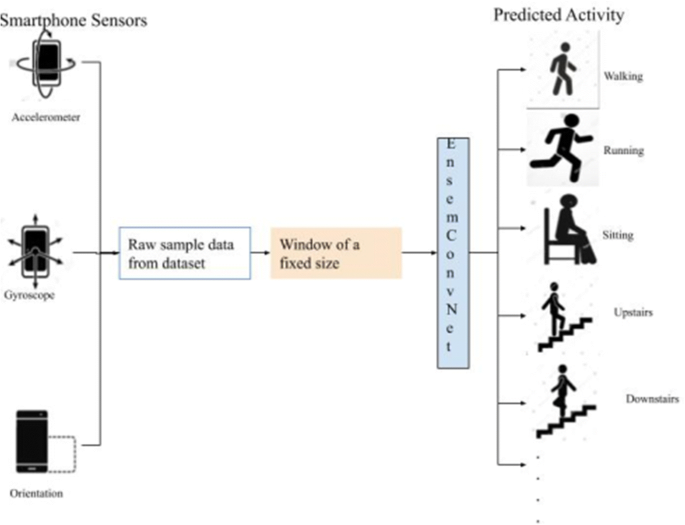 Smartphone Sensors
Predicted Activity
Accelerometer
Gyroscope
Orientation
Raw sample data
from dataset
Window of a
fixed size
EnsemConvNet
Walking
Running
Sitting
Upstairs
Downstairs